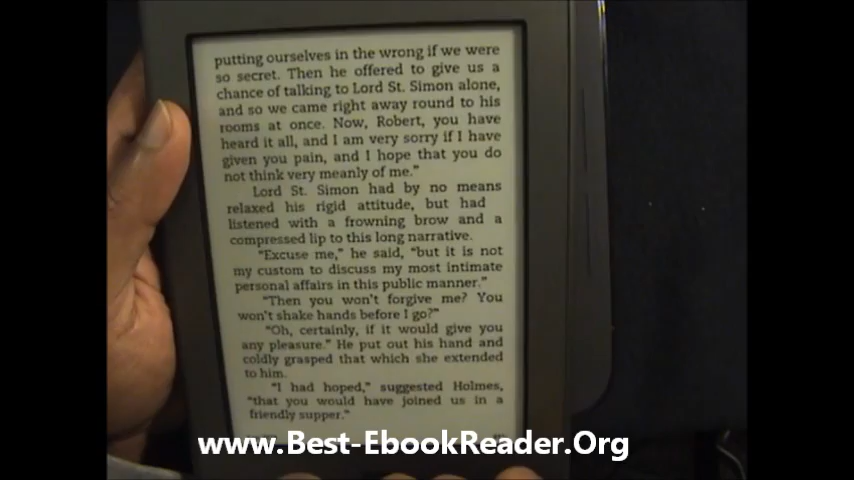 putting ourselves in the wrong if we were
so secret. Then he offered to give us a
chance of talking to Lord St. Simon alone,
and so we came right away round to his
rooms at once. Now, Robert, you have
heard it all, and I am very sorry if I have
given you pain, and I hope that you do
not think very meanly of me."
Lord St. Simon had by no means
relaxed his rigid attitude, but had
listened with a frowning brow and a
compressed lip to this long narrative.
"Excuse me," he said, "but it is not
my custom to discuss my most intimate
personal affairs in this public manner."
"Then you won't forgive me? You
won't shake hands before I go?"
"Oh, certainly, if it would give you
any pleasure." He put out his hand and
coldly grasped that which she extended
to him.
"I had hoped," suggested Holmes,
"that you would have joined us in a
friendly supper."
www.Best-EbookReader.Org